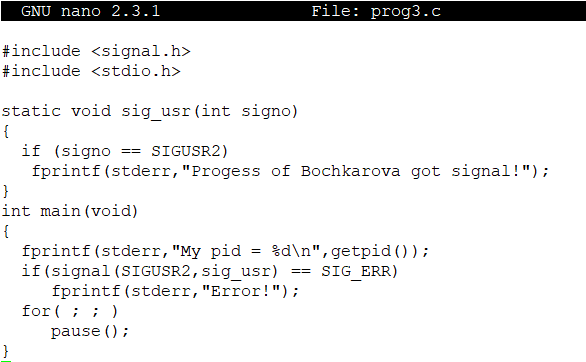 GNU nano 2.3.1 File: prog3.c
#include <signal.h>
#include <stdio.h>
static void sig_usr(int signo)
{
if (signo == SIGUSR2)
fprintf(stderr,"Progess of Bochkarova got signal!");
}
int main(void)
{
fprintf(stderr,"My pid = %d\n",getpid());
if(signal(SIGUSR2,sig_usr) == SIG_ERR)
fprintf(stderr,"Error!");
for( ; ; )
pause();
}